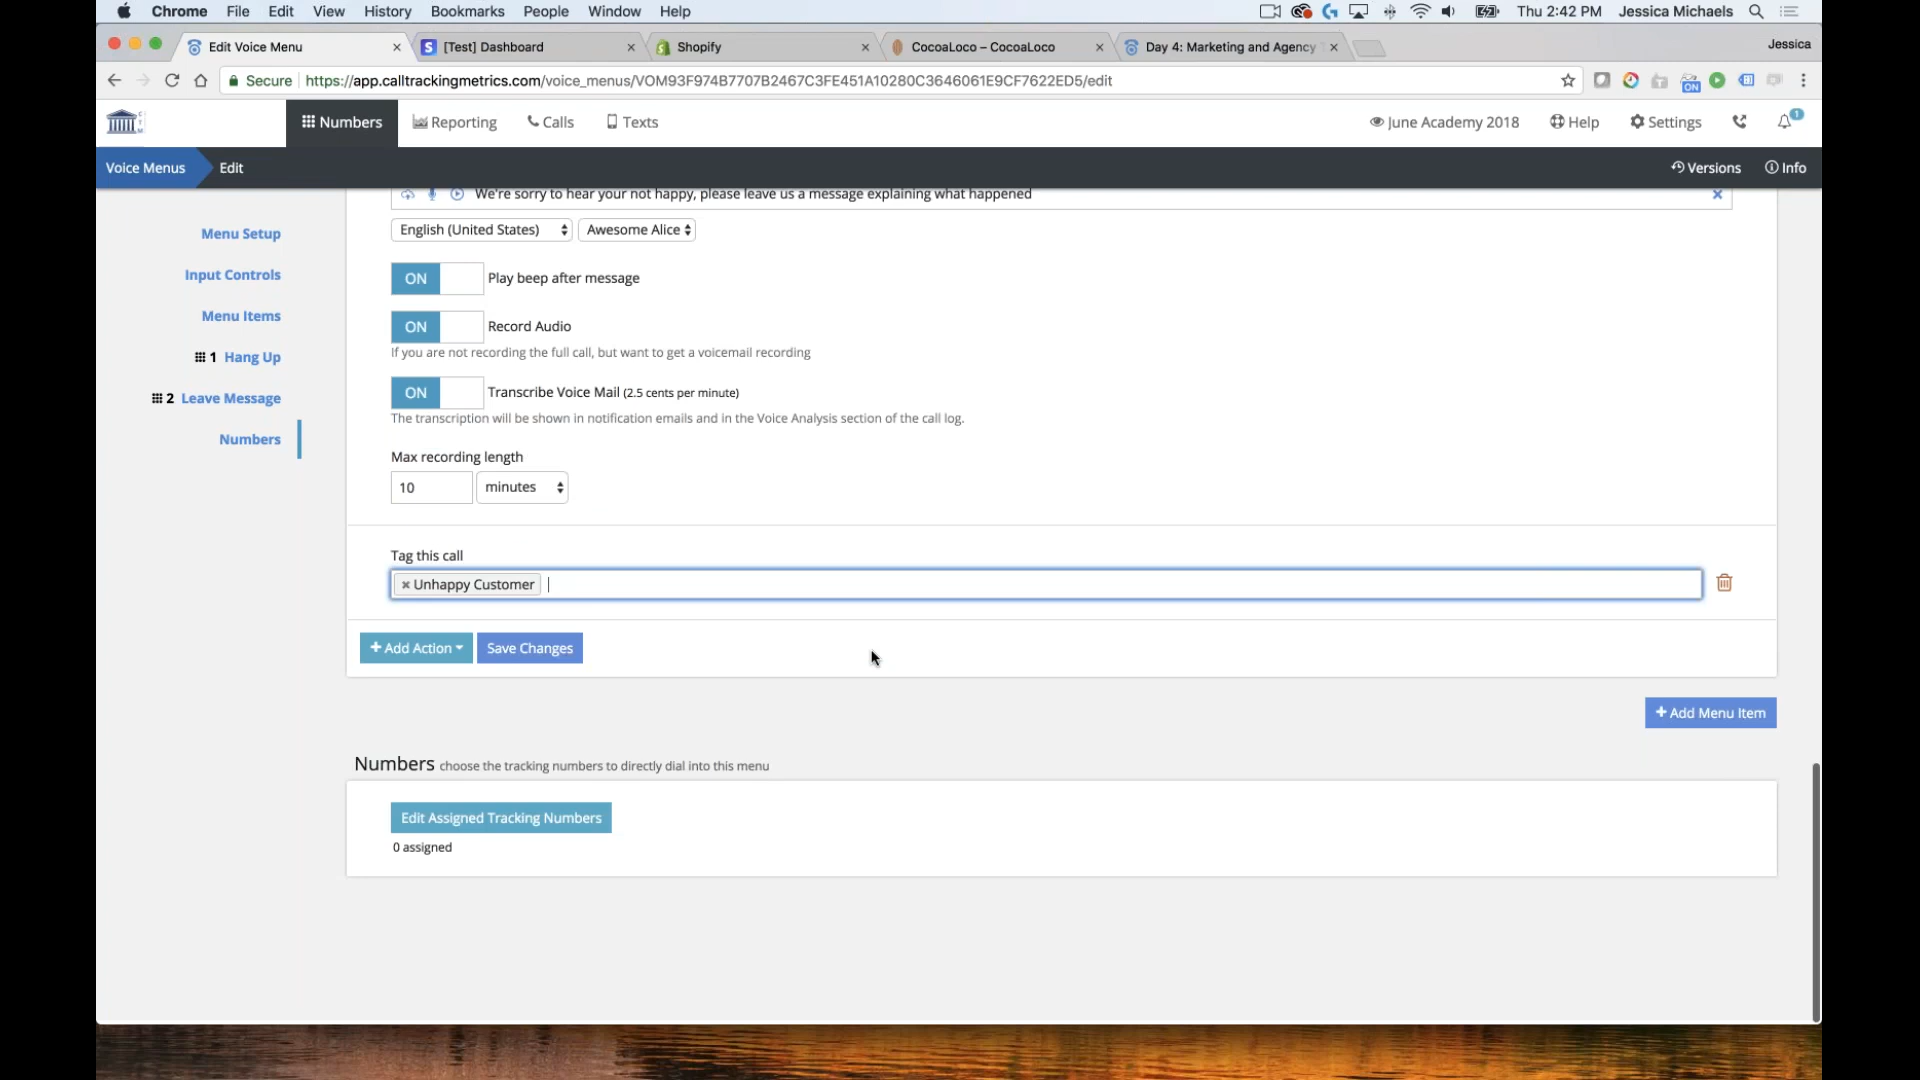 Chrome File Edit View History Bookmarks People Window Help Thu 2:42 PM Jessica Michaels
Edit Voice Menu [Test] Dashboard Shopify CocoaLoco – CocoaLoco Day 4: Marketing and Agency Jessica
Secure https://app.calltrackingmetrics.com/voice_menus/VOM93F974B7707B2467C3FE451A10280C3646061E9CF7622ED5/edit ON
Numbers Reporting Calls Texts June Academy 2018 Help Settings 1
Voice Menus Edit Versions Info
We're sorry to hear your not happy, please leave us a message explaining what happened
Menu Setup
Input Controls
Menu Items
1 Hang Up
2 Leave Message
Numbers
English (United States) Awesome Alice
ON Play beep after message
ON Record Audio
If you are not recording the full call, but want to get a voicemail recording
ON Transcribe Voice Mail (2.5 cents per minute)
The transcription will be shown in notification emails and in the Voice Analysis section of the call log.
Max recording length
10 minutes
Tag this call
Unhappy Customer
+ Add Action Save Changes
+ Add Menu Item
Numbers choose the tracking numbers to directly dial into this menu
Edit Assigned Tracking Numbers
0 assigned